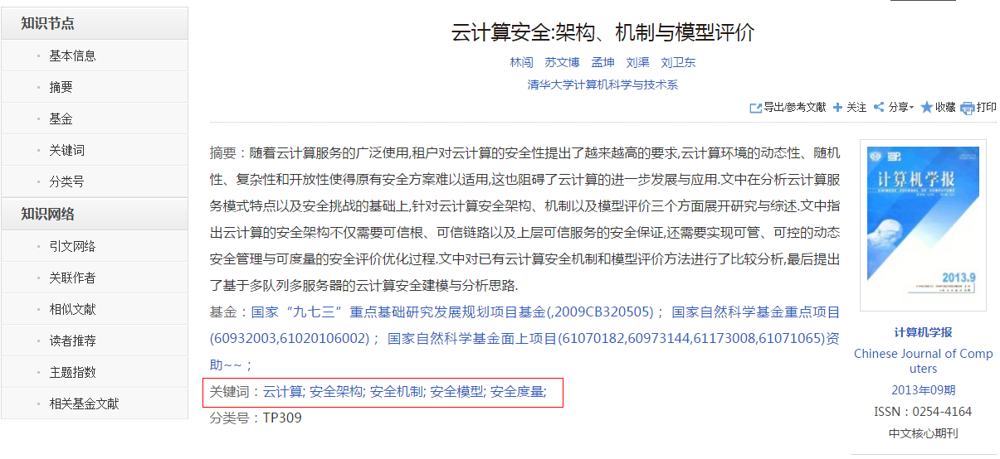 知识节点
基本信息
摘要
基金
关键词
分类号
知识网络
引文网络
关联作者
相似文献
读者推荐
主题指数
相关基金文献
云计算安全:架构、机制与模型评价
林闯 苏文博 孟坤 刘渠 刘卫东
清华大学计算机科学与技术系
导出/参考文献 关注 分享 收藏 打印
摘要：随着云计算服务的广泛使用,租户对云计算的安全性提出了越来越高的要求,云计算环境的动态性、随机
性、复杂性和开放性使得原有安全方案难以适用,这也阻碍了云计算的进一步发展与应用.文中在分析云计算服
务模式特点以及安全挑战的基础上,针对云计算安全架构、机制以及模型评价三个方面展开研究与综述.文中指
出云计算的安全架构不仅需要可信根、可信链路以及上层可信服务的安全保证,还需要实现可管、可控的动态
安全管理与可度量的安全评价优化过程.文中对已有云计算安全机制和模型评价方法进行了比较分析,最后提出
了基于多队列多服务器的云计算安全建模与分析思路.
基金：国家“九七三”重点基础研究发展规划项目基金(,2009CB320505)； 国家自然科学基金重点项目
(60932003,61020106002)； 国家自然科学基金面上项目(61070182,60973144,61173008,61071065)资
助~~；
关键词：云计算; 安全架构; 安全机制; 安全模型; 安全度量;
分类号：TP309
计算机学报
CHINESE JOURNAL OF COMPUTERS
2013.9
计算机学报
Chinese Journal of Comp
uters
2013年09期
ISSN：0254-4164
中文核心期刊